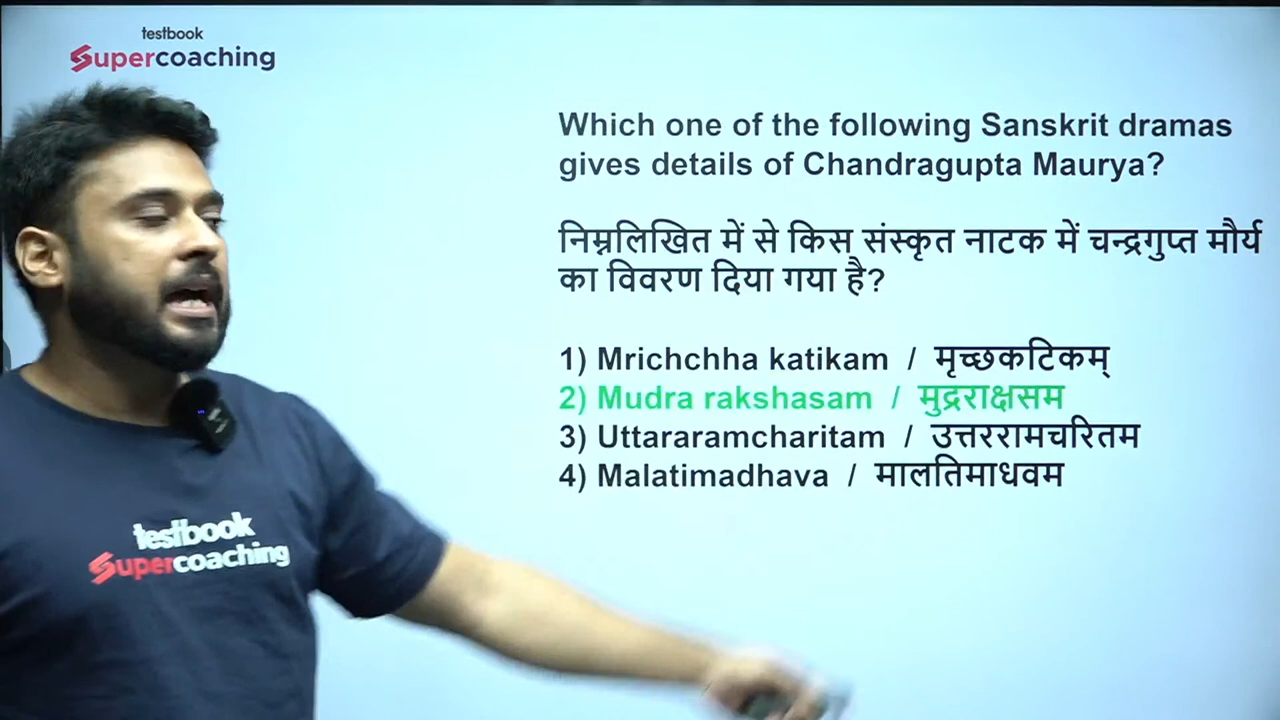 testbook
Supercoaching
Which one of the following Sanskrit dramas
gives details of Chandragupta Maurya?
निम्नलिखित में से किस संस्कृत नाटक में चन्द्रगुप्त मौर्य
का विवरण दिया गया है?
1) Mrichchha katikam / मृच्छकटिकम्
2) Mudra rakshasam / मुद्रराक्षसम
3) Uttararamcharitam / उत्तररामचरितम
4) Malatimadhava / मालतिमाधवम
testbook
Supercoaching